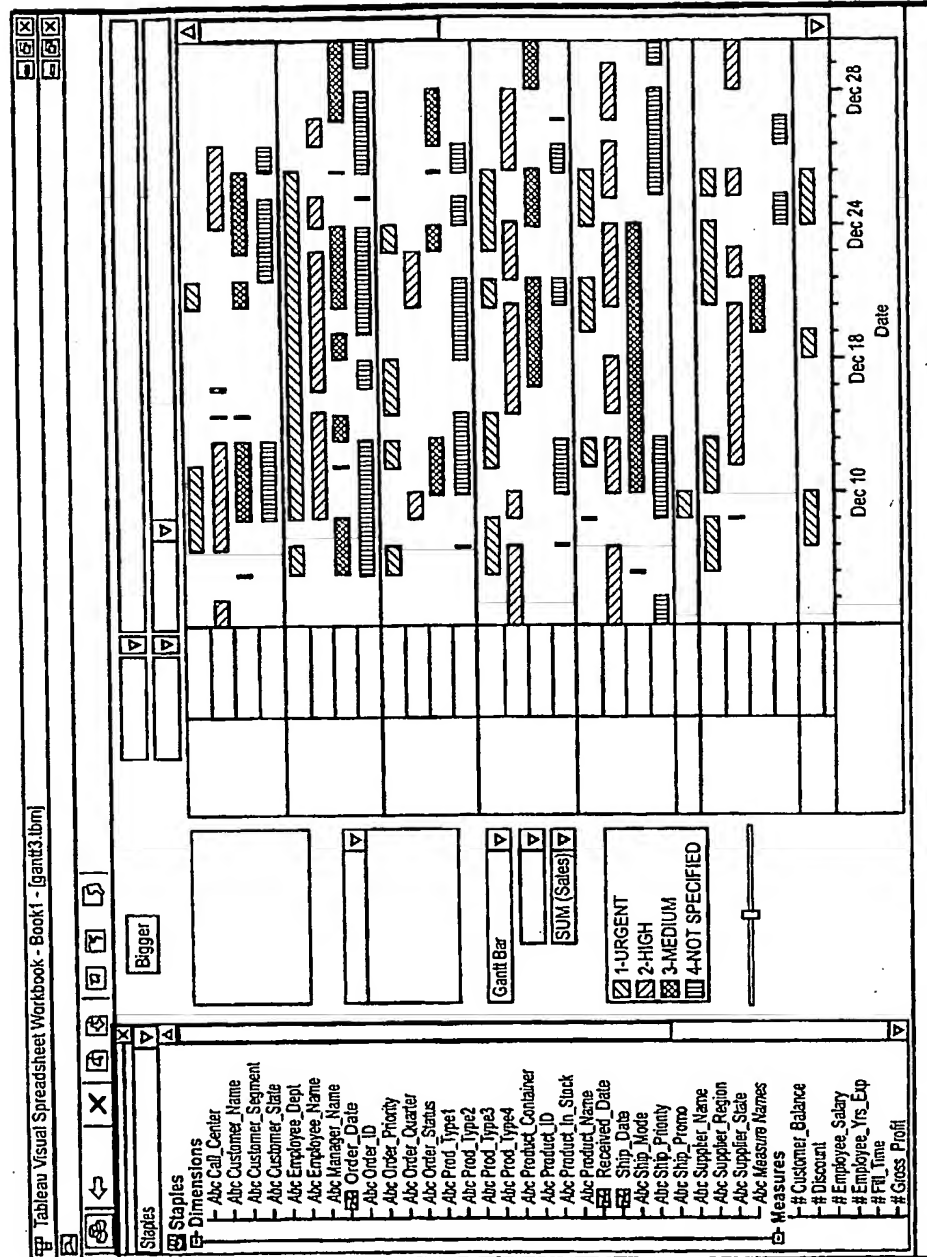 Tableau Visual Spreadsheet Workbook - Book1 - [gantt3.tbm]
Staples
Staples
Dimensions
Abc Call_Center
Abc Customer_Name
Abc Customer_Segment
Abc Customer_State
Abc Employee_Dept
Abc Employee_Name
Abc Manager_Name
Order_Date
Abc Order_ID
Abc Order_Priority
Abc Order_Quarter
Abc Order_Status
Abc Prod_Type1
Abc Prod_Type2
Abc Prod_Type3
Abc Prod_Type4
Abc Product_Container
Abc Product_ID
Abc Product_In_Stock
Abc Product_Name
Received_Date
Ship_Date
Abc Ship_Mode
Abc Ship_Priority
Abc Ship_Promo
Abc Supplier_Name
Abc Supplier_Region
Abc Supplier_State
Abc Measure Names
Measures
# Customer_Balance
# Discount
# Employee_Salary
# Employee_Yrs_Exp
# Fill_Time
# Gross_Profit
Bigger
Gantt Bar
SUM (Sales)
1-URGENT
2-HIGH
3-MEDIUM
4-NOT SPECIFIED
Dec 10
Dec 18
Dec 24
Dec 28
Date